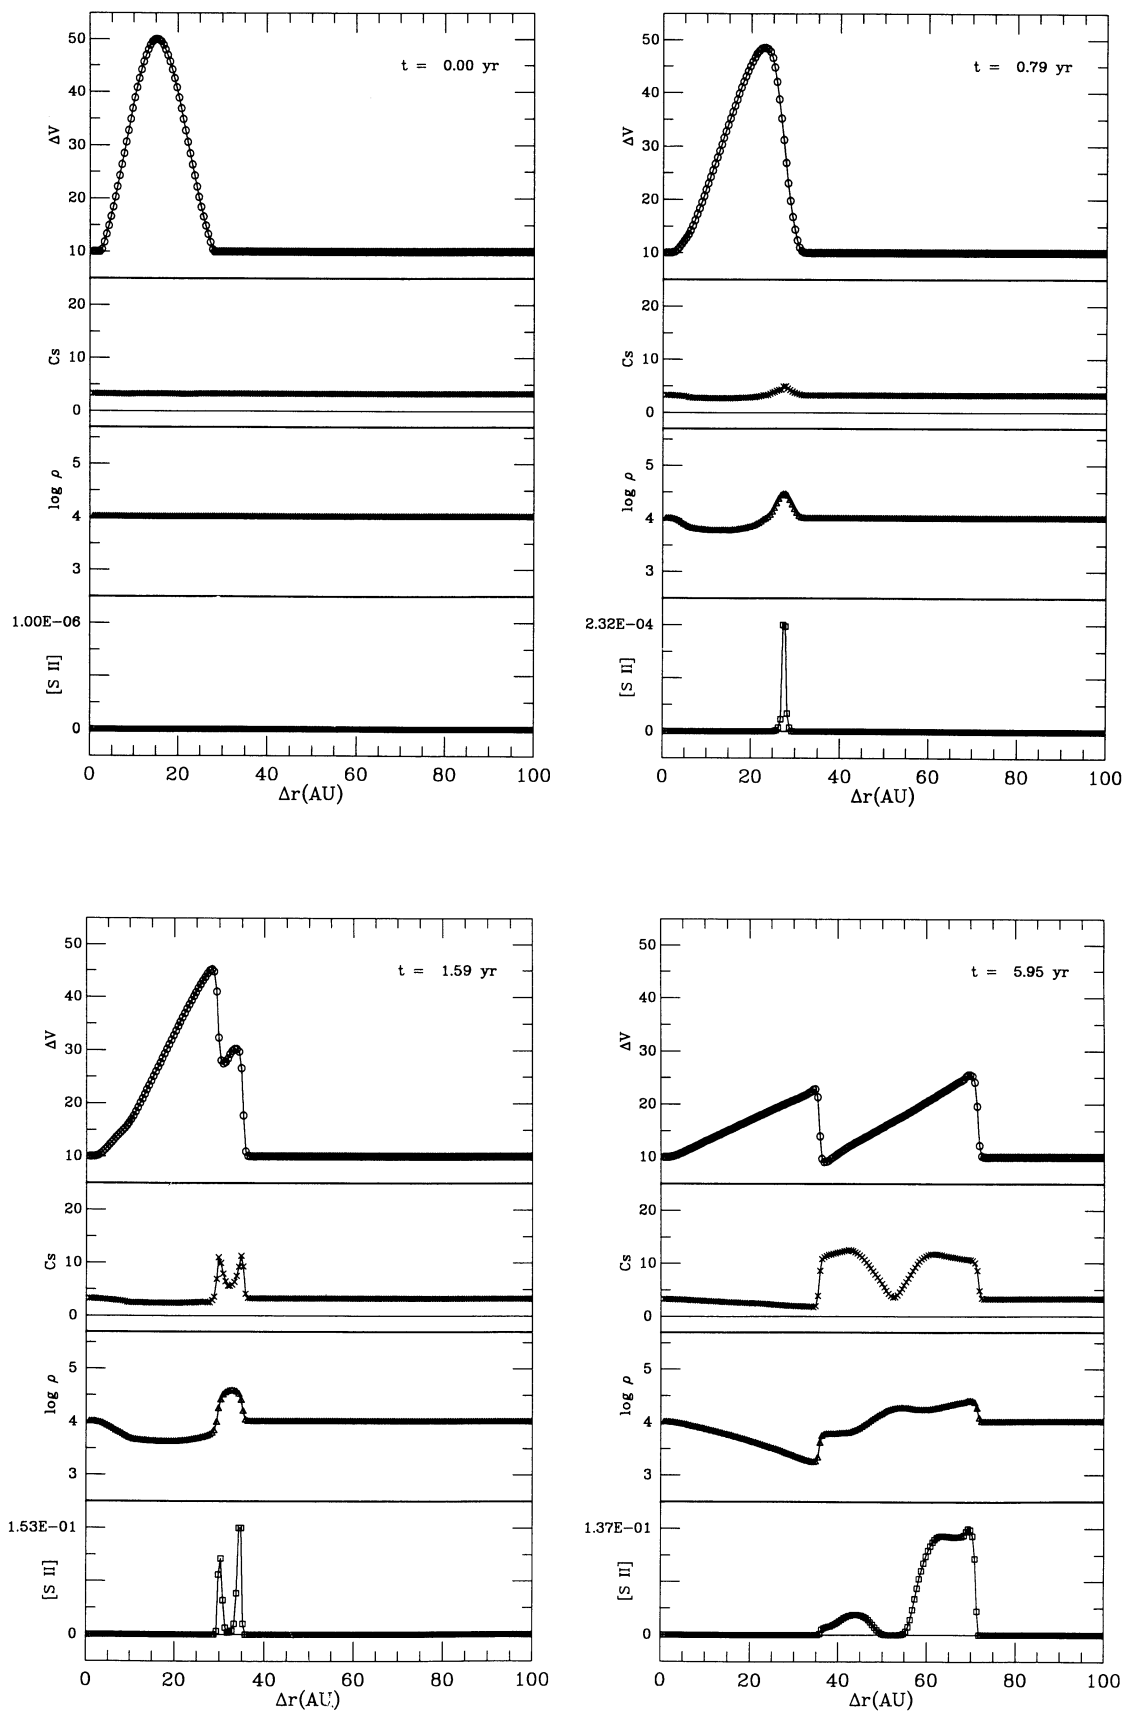 t = 0.00 yr
50
40
30
20
10
ΔV
20
10
0
Cs
5
4
3
log ρ
1.00E-06
0
[S II]
0 20 40 60 80 100
Δr(AU)
t = 0.79 yr
50
40
30
20
10
ΔV
20
10
0
Cs
5
4
3
log ρ
2.32E-04
0
[S II]
0 20 40 60 80 100
Δr(AU)
t = 1.59 yr
50
40
30
20
10
ΔV
20
10
0
Cs
5
4
3
log ρ
1.53E-01
0
[S II]
0 20 40 60 80 100
Δr(AU)
t = 5.95 yr
50
40
30
20
10
ΔV
20
10
0
Cs
5
4
3
log ρ
1.37E-01
0
[S II]
0 20 40 60 80 100
Δr(AU)